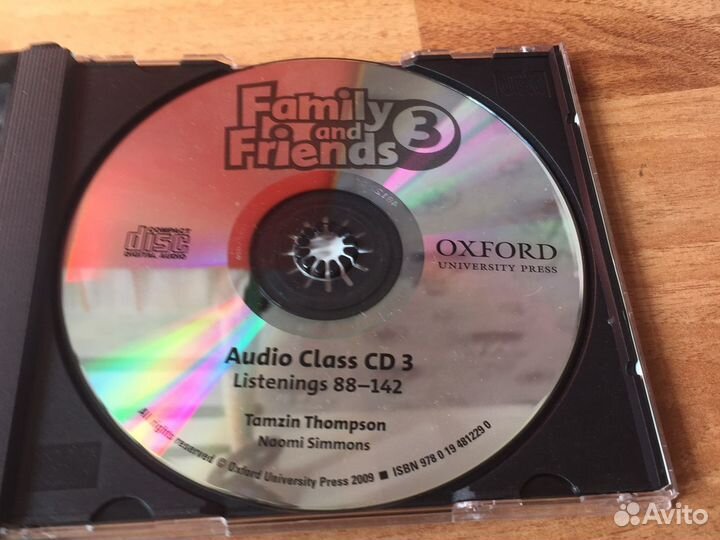 Family
and
Friends 3
COMPACT
disc
DIGITAL AUDIO
OXFORD
UNIVERSITY PRESS
Audio Class CD 3
Listenings 88–142
Tamzin Thompson
Naomi Simmons
All rights reserved © Oxford University Press 2009 ■ ISBN 978 0 19 481229 0
Avito